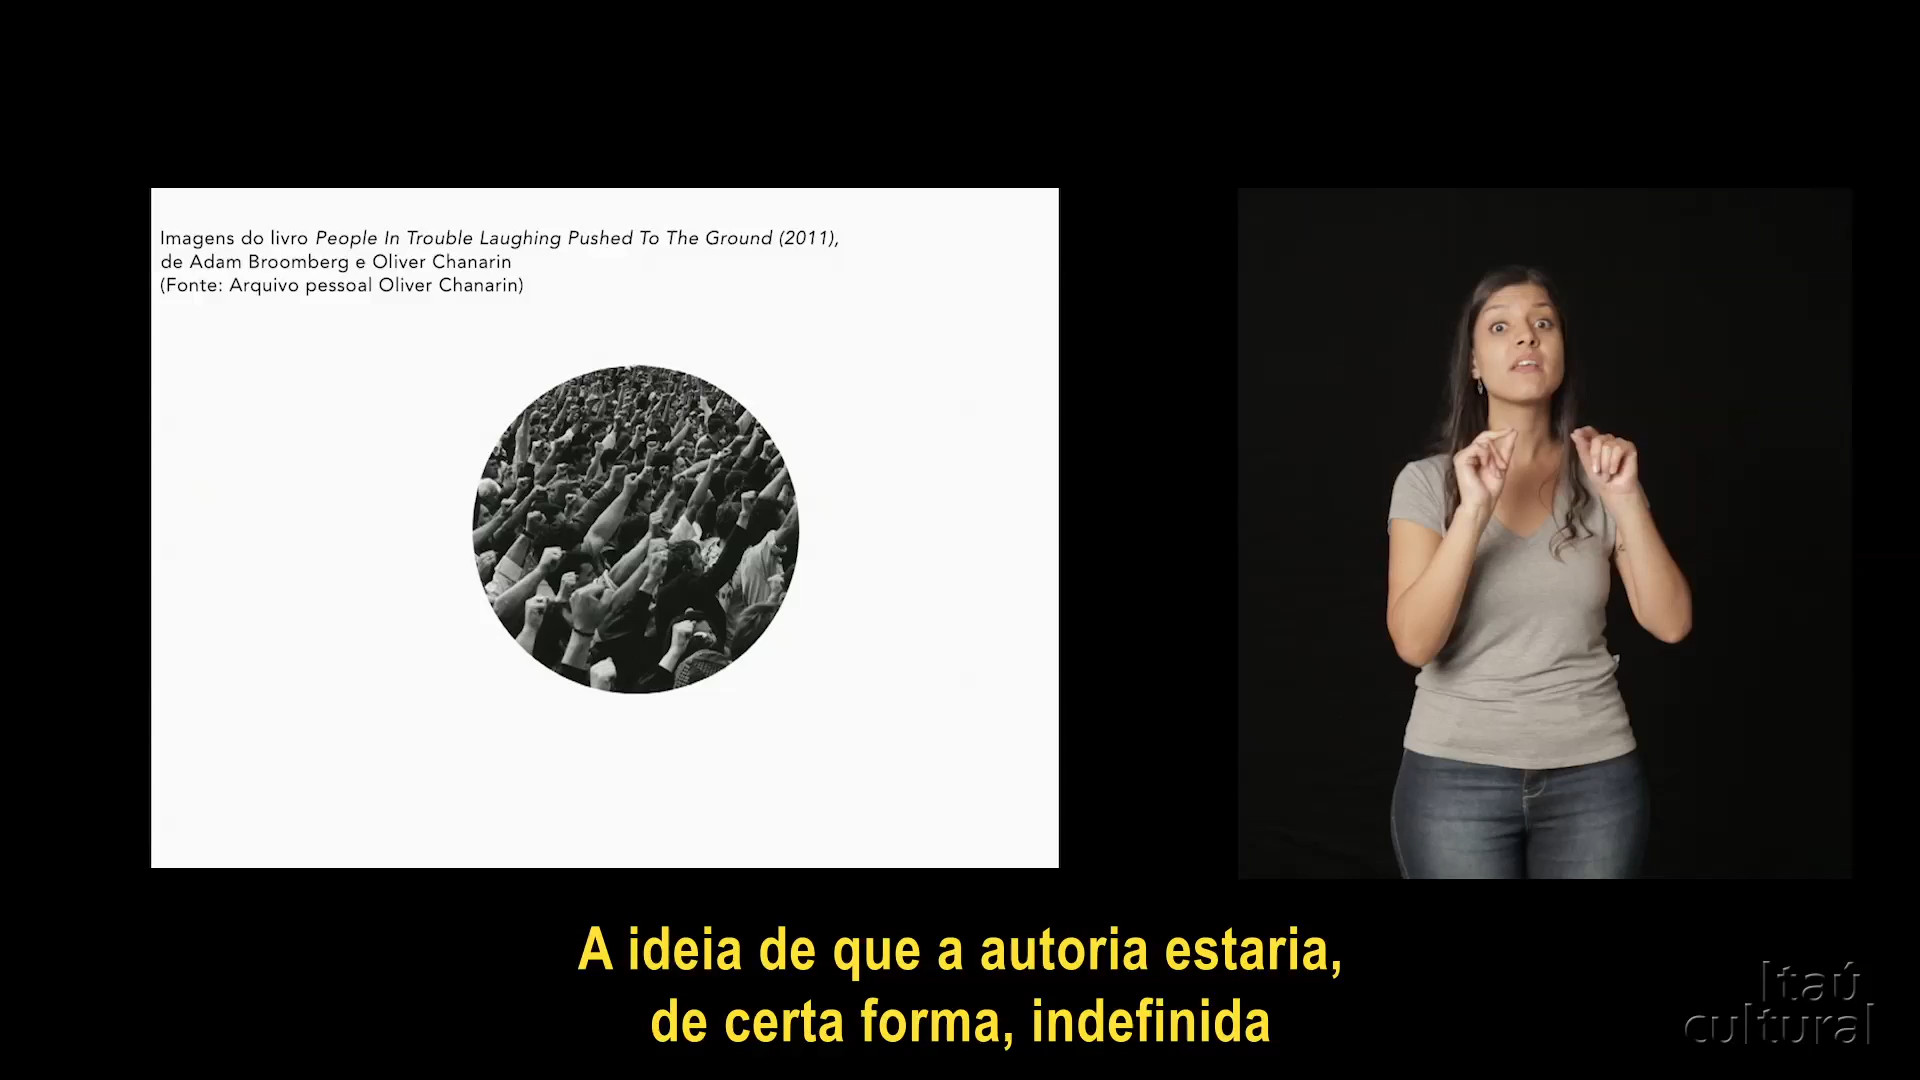 Imagens do livro People In Trouble Laughing Pushed To The Ground (2011),
de Adam Broomberg e Oliver Chanarin
(Fonte: Arquivo pessoal Oliver Chanarin)
A ideia de que a autoria estaria,
de certa forma, indefinida
Itaú
cultural